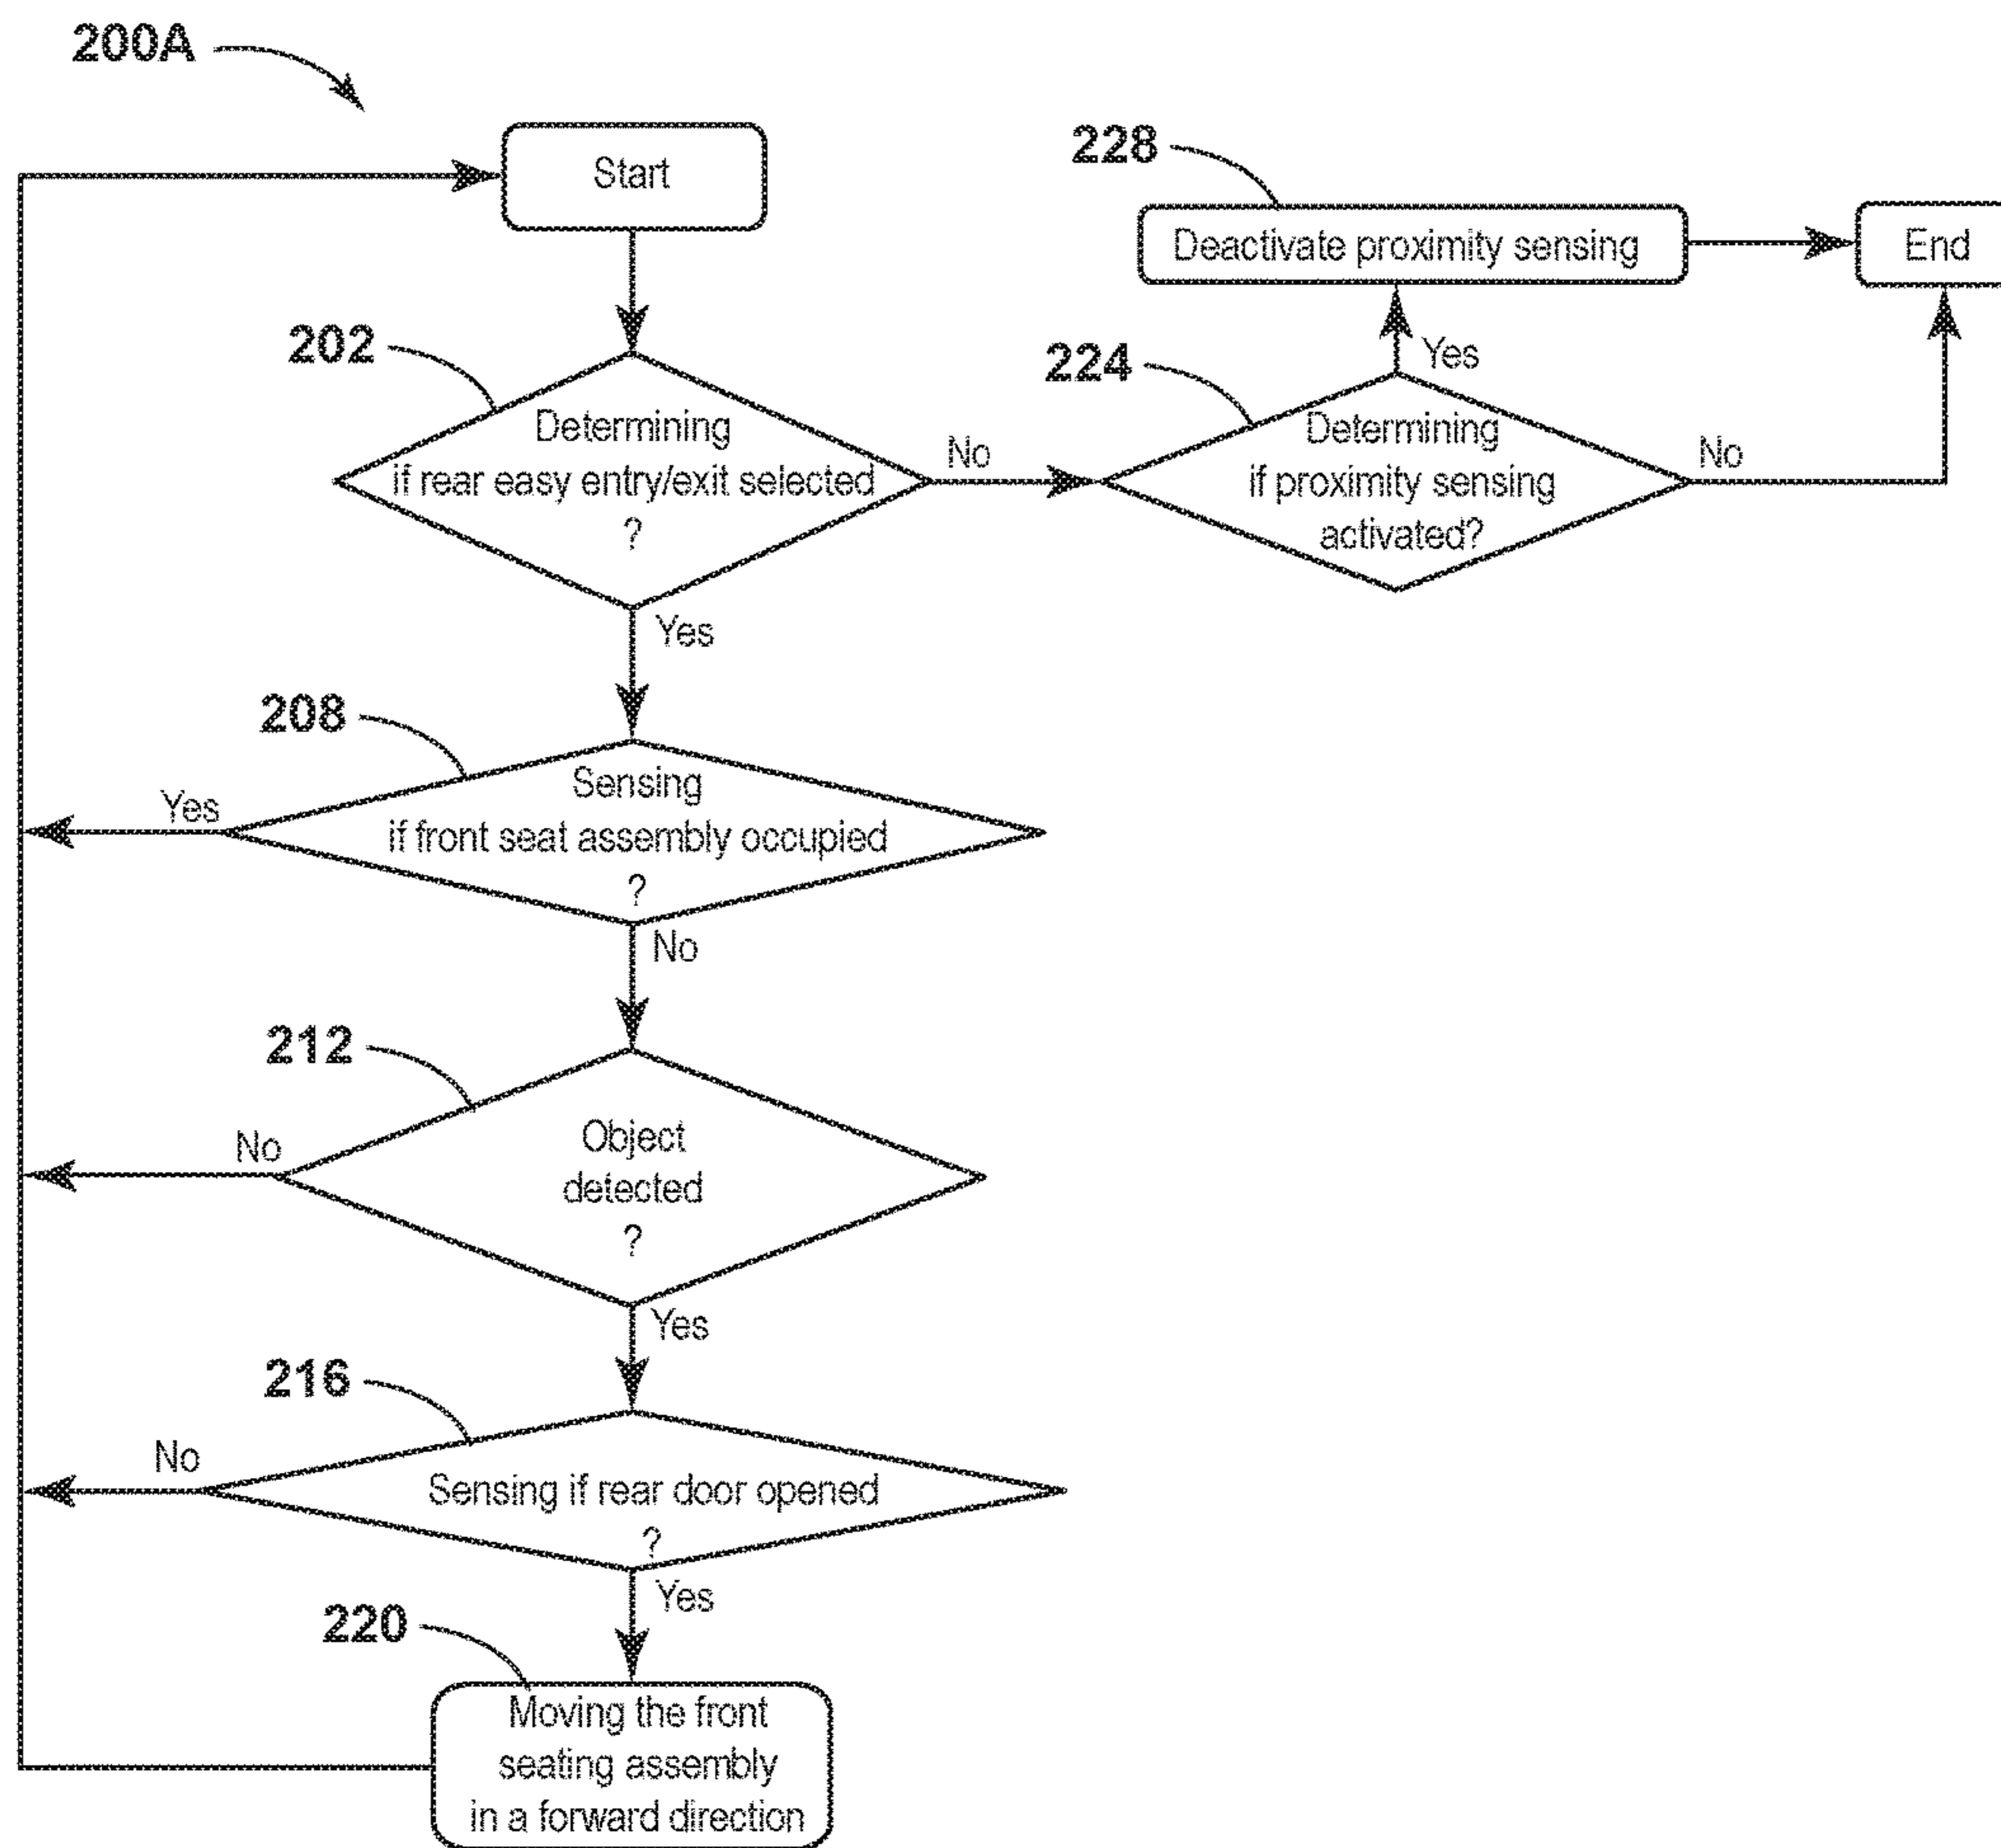 200A
Start
228
Deactivate proximity sensing
End
202
Determining
if rear easy entry/exit selected
?
No
224
Yes
Determining
if proximity sensing
activated?
No
Yes
208
Sensing
if front seat assembly occupied
?
Yes
No
212
Object
detected
?
No
Yes
216
Sensing if rear door opened
?
No
Yes
220
Moving the front
seating assembly
in a forward direction